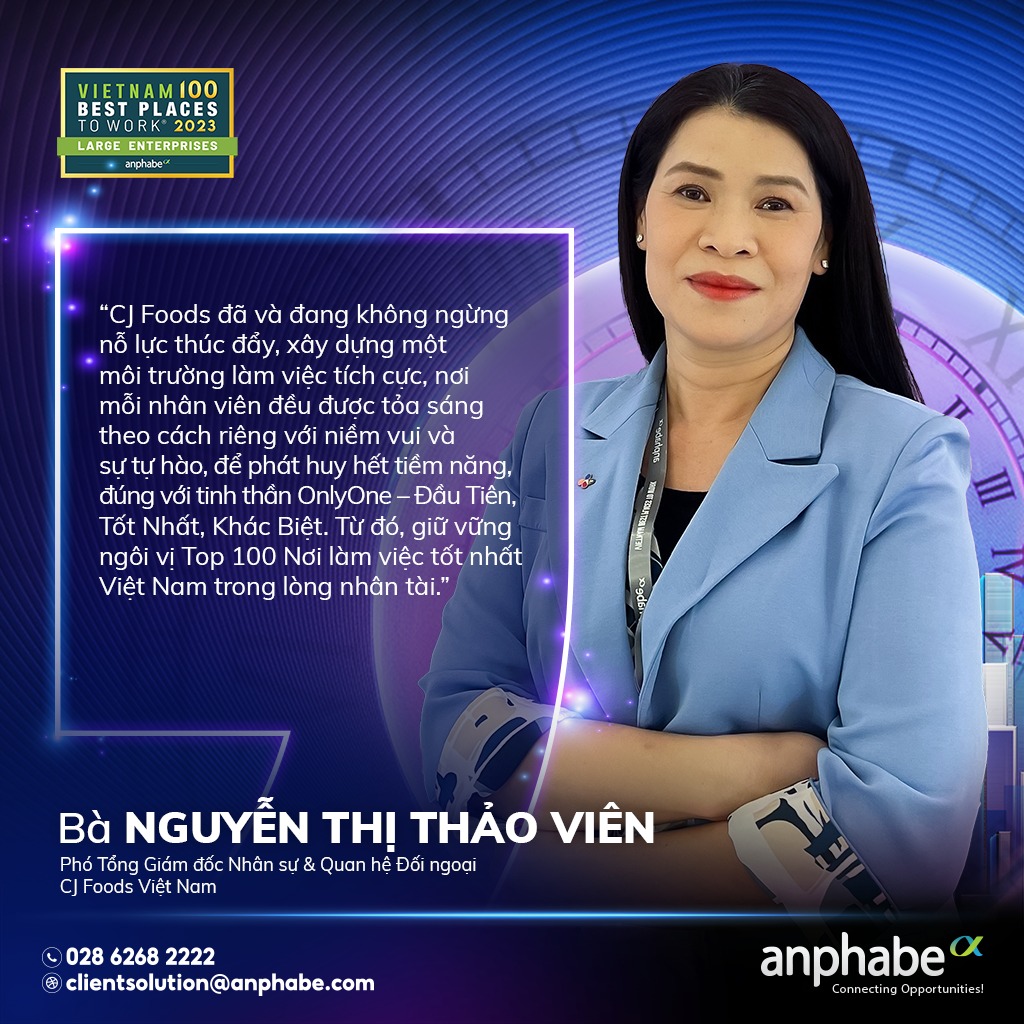 VIETNAM 100
BEST PLACES
TO WORK® 2023
LARGE ENTERPRISES
anphabe
“CJ Foods đã và đang không ngừng
nỗ lực thúc đẩy, xây dựng một
môi trường làm việc tích cực, nơi
mỗi nhân viên đều được tỏa sáng
theo cách riêng với niềm vui và
sự tự hào, để phát huy hết tiềm năng,
đúng với tinh thần OnlyOne – Đầu Tiên,
Tốt Nhất, Khác Biệt. Từ đó, giữ vững
ngôi vị Top 100 Nơi làm việc tốt nhất
Việt Nam trong lòng nhân tài.”
anphabe
II
III
IV
V
XI
Bà NGUYỄN THỊ THẢO VIÊN
Phó Tổng Giám đốc Nhân sự & Quan hệ Đối ngoại
CJ Foods Việt Nam
028 6268 2222
clientsolution@anphabe.com
anphabe
Connecting Opportunities!